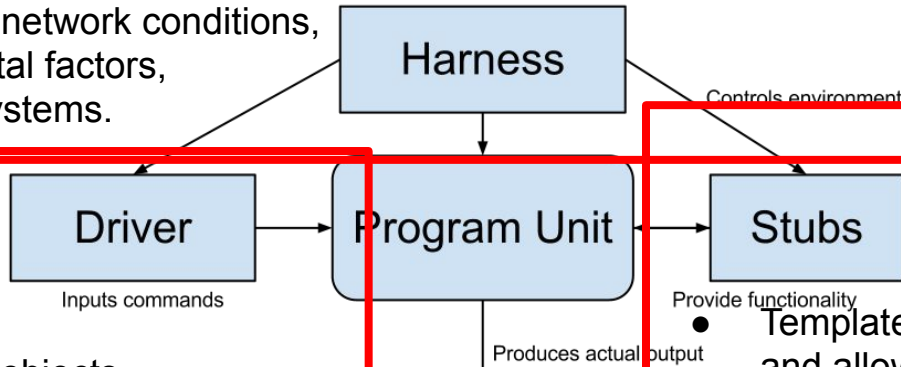 network conditions,
tal factors,
ystems.
Harness
Controls environment
Driver
Program Unit
Stubs
Inputs commands
Provide functionality
● Template
Produces actual output
and allow